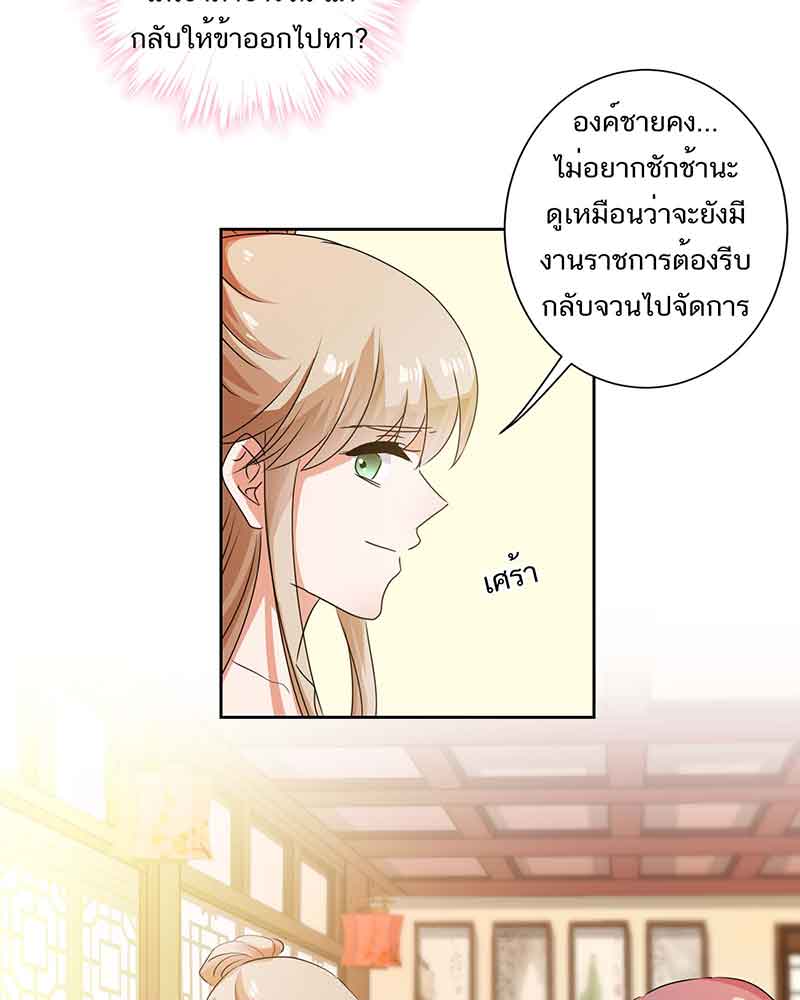 กลับให้ข้าออกไปหา?
องค์ชายคง...
ไม่อยากชักช้านะ
ดูเหมือนว่าจะยังมี
งานราชการต้องรีบ
กลับจวนไปจัดการ
เศร้า